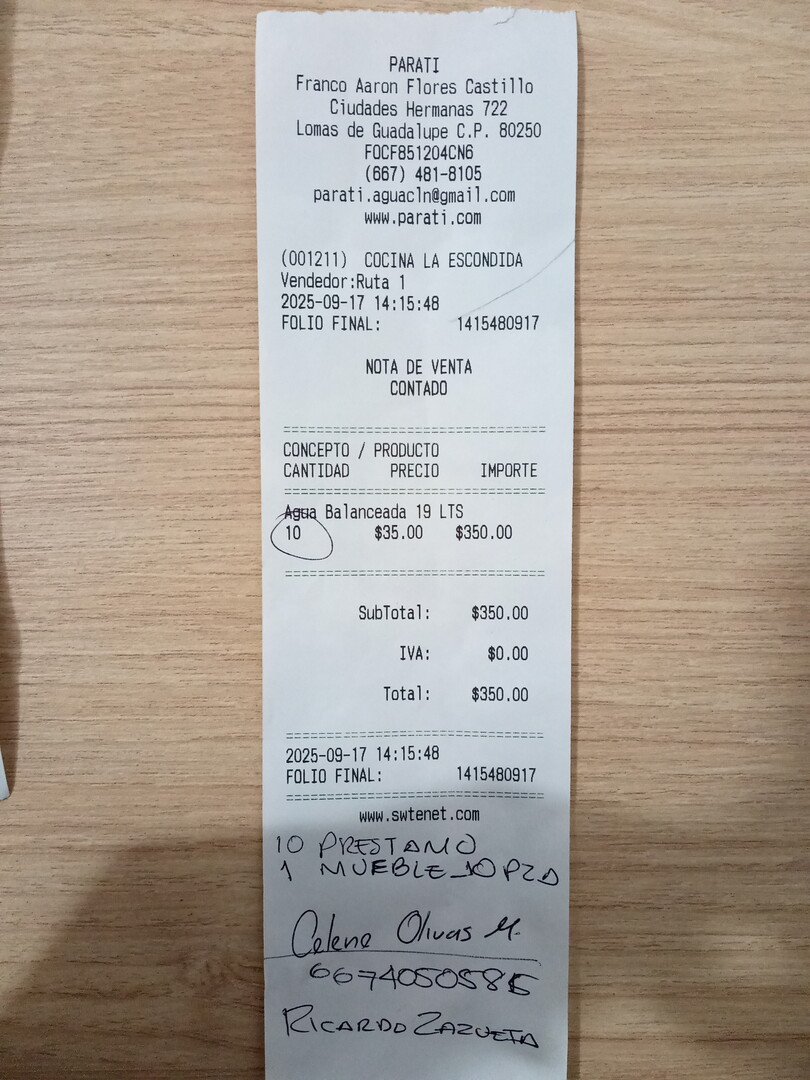 PARATI
Franco Aaron Flores Castillo
Ciudades Hermanas 722
Lomas de Guadalupe C.P. 80250
FOCF851204CN6
(667) 481-8105
parati.aguacln@gmail.com
www.parati.com
(001211) COCINA LA ESCONDIDA
Vendedor:Ruta 1
2025-09-17 14:15:48
FOLIO FINAL: 1415480917
NOTA DE VENTA
CONTADO
CONCEPTO / PRODUCTO
CANTIDAD PRECIO IMPORTE
Agua Balanceada 19 LTS
10 $35.00 $350.00
SubTotal: $350.00
IVA: $0.00
Total: $350.00
2025-09-17 14:15:48
FOLIO FINAL: 1415480917
www.swtenet.com
10 PRESTAMO
1 MUEBLE 10 PZA
Celene Olivas M.
6674050586
RICARDO ZAZUETA